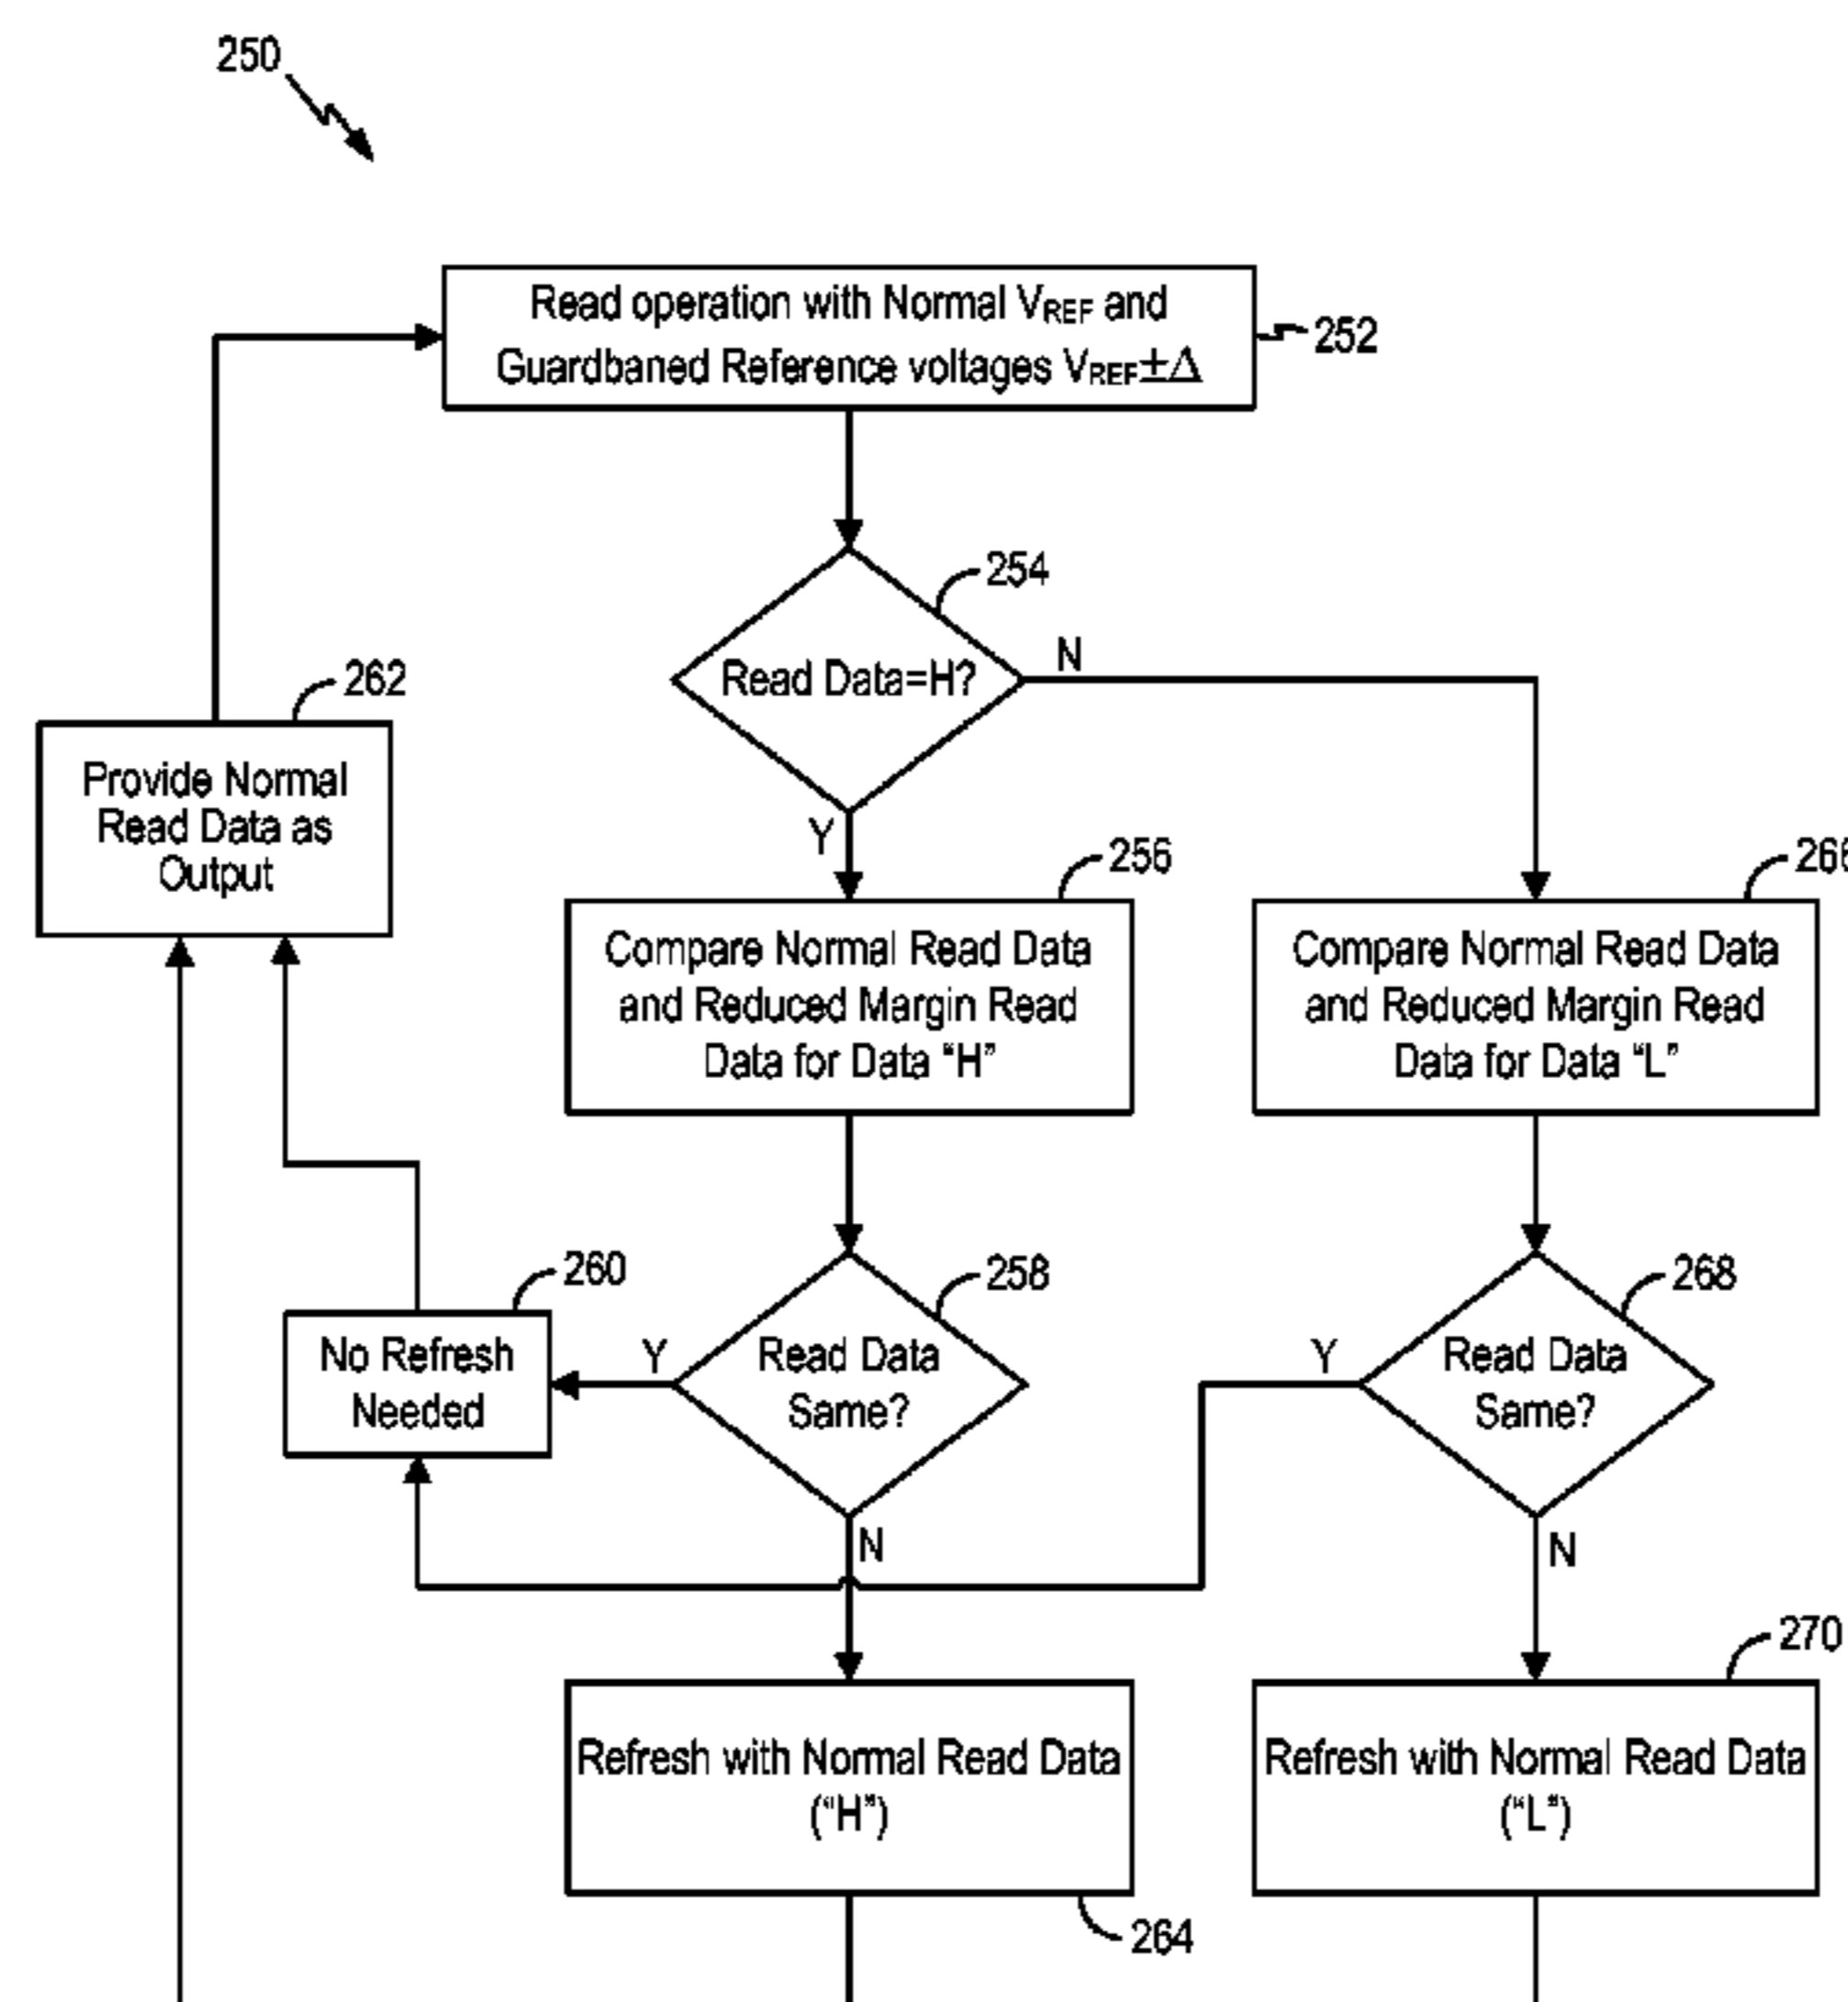 250
Read operation with Normal VREF and
Guardbaned Reference voltages VREF±Δ
252
254
Read Data=H?
N
Y
262
Provide Normal
Read Data as
Output
256
Compare Normal Read Data
and Reduced Margin Read
Data for Data “H”
266
Compare Normal Read Data
and Reduced Margin Read
Data for Data “L”
260
No Refresh
Needed
Y
258
Read Data
Same?
N
Y
268
Read Data
Same?
N
Refresh with Normal Read Data
(“H”)
264
270
Refresh with Normal Read Data
(“L”)